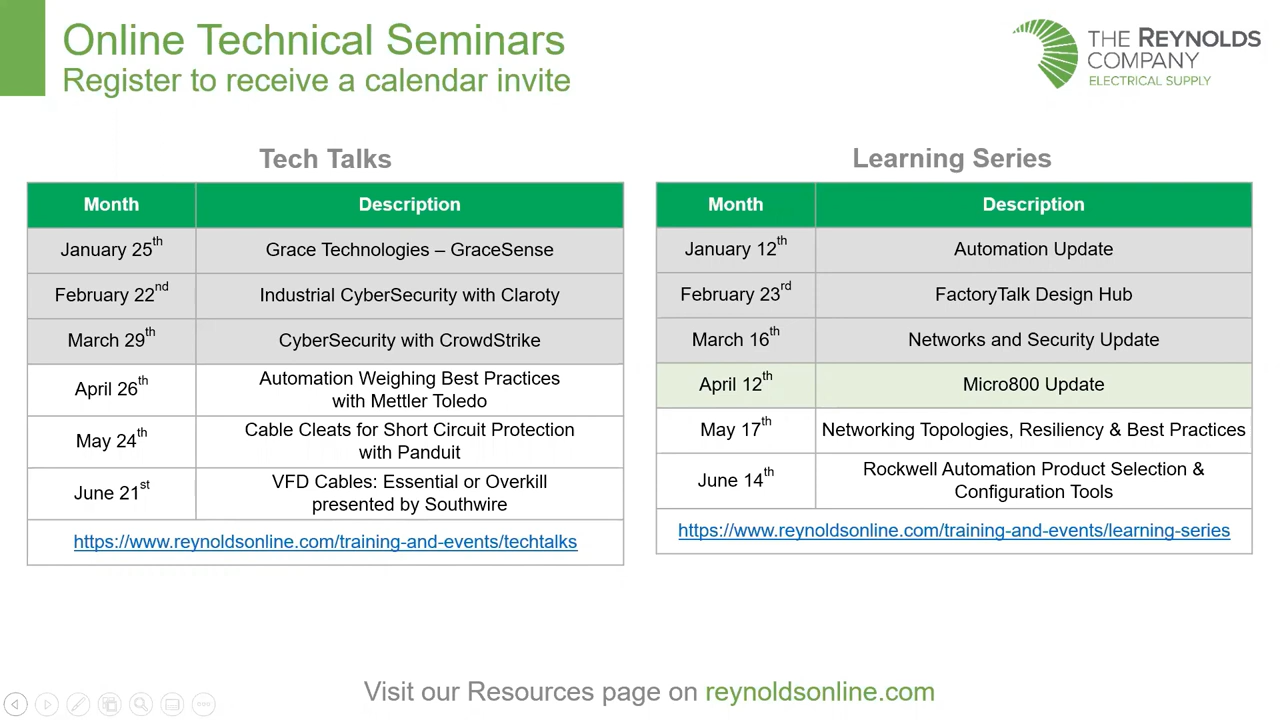 Online Technical Seminars
Register to receive a calendar invite
THE REYNOLDS
COMPANY
ELECTRICAL SUPPLY
Tech Talks
Month Description
January 25th Grace Technologies – GraceSense
February 22nd Industrial CyberSecurity with Claroty
March 29th CyberSecurity with CrowdStrike
April 26th Automation Weighing Best Practices
with Mettler Toledo
May 24th Cable Cleats for Short Circuit Protection
with Panduit
June 21st VFD Cables: Essential or Overkill
presented by Southwire
https://www.reynoldsonline.com/training-and-events/techtalks
Learning Series
Month Description
January 12th Automation Update
February 23rd FactoryTalk Design Hub
March 16th Networks and Security Update
April 12th Micro800 Update
May 17th Networking Topologies, Resiliency & Best Practices
June 14th Rockwell Automation Product Selection &
Configuration Tools
https://www.reynoldsonline.com/training-and-events/learning-series
Visit our Resources page on reynoldsonline.com